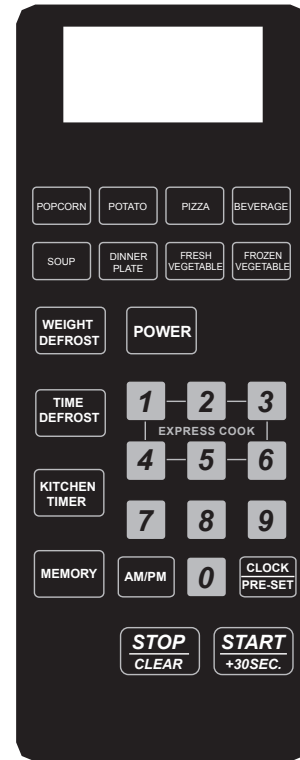 POPCORN POTATO PIZZA BEVERAGE
SOUP DINNER PLATE FRESH VEGETABLE FROZEN VEGETABLE
WEIGHT DEFROST POWER
TIME DEFROST 1 2 3
EXPRESS COOK
4 5 6
KITCHEN TIMER
7 8 9
MEMORY AM/PM 0 CLOCK PRE-SET
STOP START
CLEAR +30SEC.